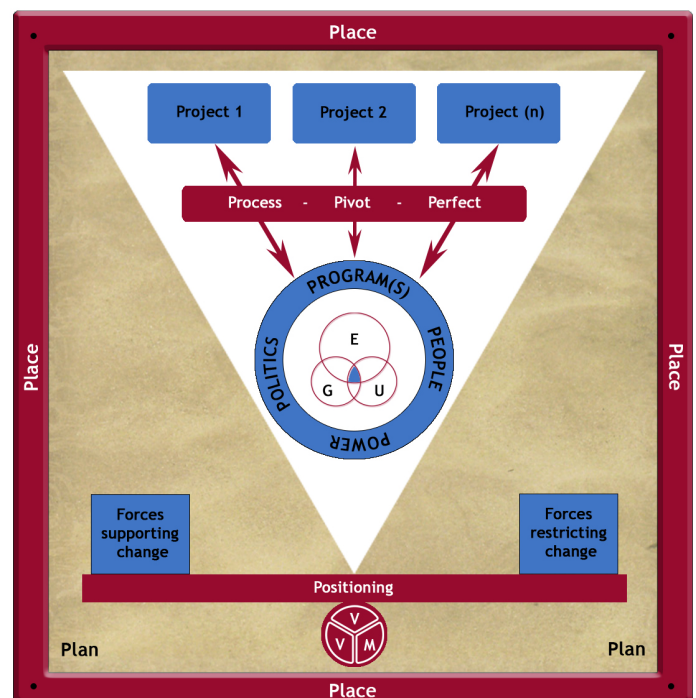 Place
Project 1
Project 2
Project (n)
Process - Pivot - Perfect
PROGRAM(S)
POLITICS
PEOPLE
POWER
E
G
U
Place
Place
Forces
supporting
change
Forces
restricting
change
Positioning
V
V
M
Plan
Plan
Place